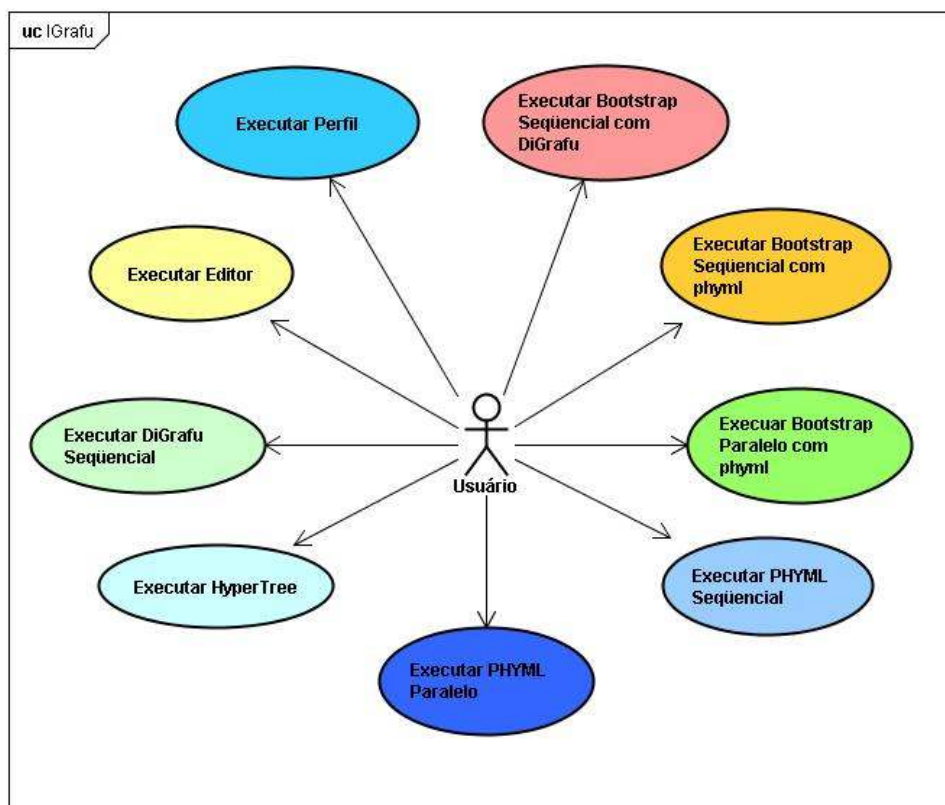 uc IGrafu
Executar Perfil
Executar Bootstrap
Seqüencial com
DiGrafu
Executar Editor
Executar Bootstrap
Seqüencial com
phyml
Executar DiGrafu
Seqüencial
Execuar Bootstrap
Paralelo com
phyml
Usuário
Executar HyperTree
Executar PHYML
Seqüencial
Executar PHYML
Paralelo